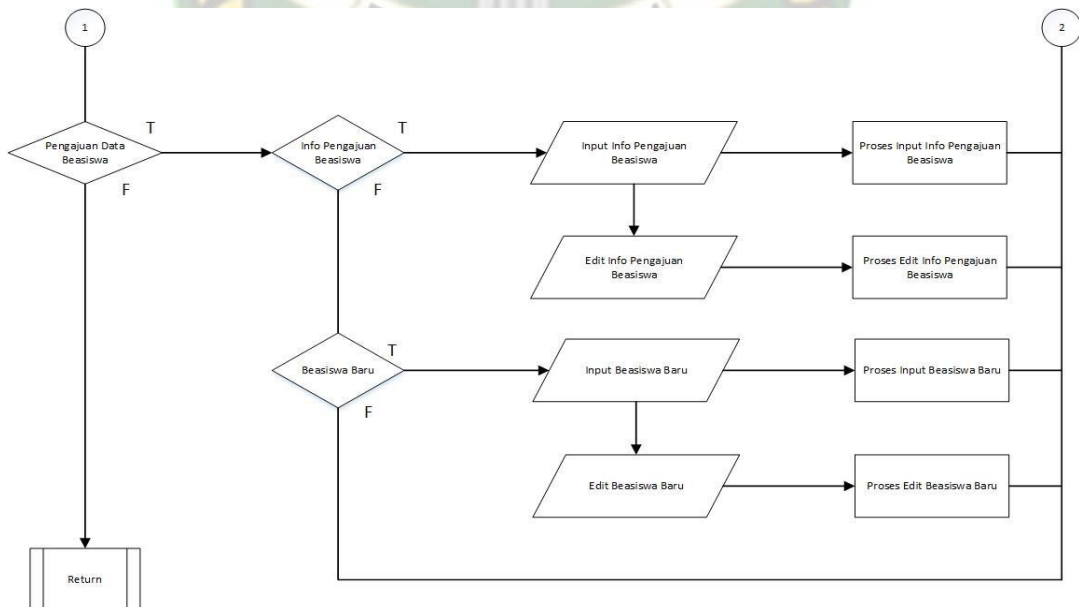 1
2
Pengajuan Data
Beasiswa
T
F
Info Pengajuan
Beasiswa
T
F
Input Info Pengajuan
Beasiswa
Proses Input Info Pengajuan
Beasiswa
Edit Info Pengajuan
Beasiswa
Proses Edit Info Pengajuan
Beasiswa
Beasiswa Baru
T
F
Input Beasiswa Baru
Proses Input Beasiswa Baru
Edit Beasiswa Baru
Proses Edit Beasiswa Baru
Return